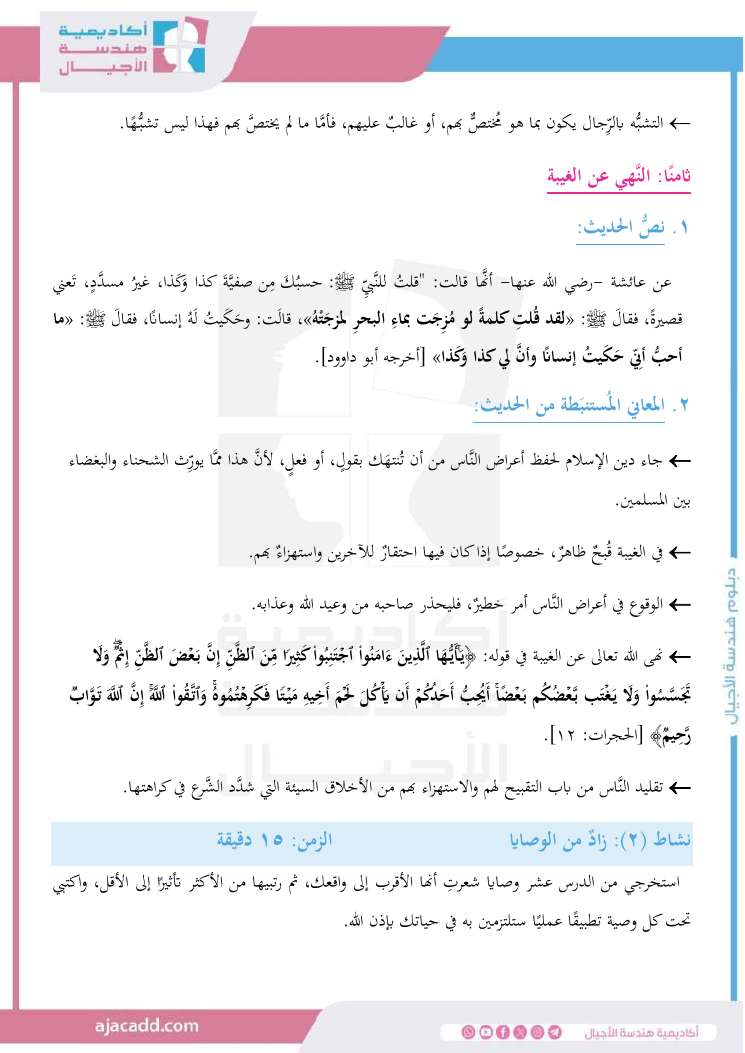 أكاديمية
هندسة
الأجيال
← التشبُّه بالرِّجال يكون بما هو مُختصٌّ بهم، أو غالبٌ عليهم، فأمَّا ما لم يختصَّ بهم فهذا ليس تشبُّهًا.
ثامنًا: النَّهي عن الغيبة
١. نصُّ الحديث:
عن عائشة –رضي الله عنها– أنَّها قالت: "قلتُ للنَّبيِّ ﷺ: حسبُكَ مِن صفيَّةَ كذا وَكذا، غيرُ مسدَّدٍ، تَعني
قصيرةً، فقالَ ﷺ: «لقد قُلتِ كلمةً لو مُزِجَت بماءِ البحرِ لمزجَتْهُ»، قالَت: وحَكيتُ لَهُ إنسانًا، فقالَ ﷺ: «ما
أحبُّ أنِّي حَكيتُ إنسانًا وأنَّ لي كذا وَكذا» [أخرجه أبو داوود].
٢. المعاني المُستنبَطة من الحديث:
← جاء دين الإسلام لحفظ أعراض النَّاس من أن تُنتهَك بقولٍ، أو فعلٍ، لأنَّ هذا ممَّا يورِّث الشحناء والبغضاء
بين المسلمين.
← في الغيبة قُبحٌ ظاهرٌ، خصوصًا إذا كان فيها احتقارٌ للآخرين واستهزاءٌ بهم.
← الوقوع في أعراض النَّاس أمر خطيرٌ، فليحذر صاحبه من وعيد الله وعذابه.
← نهى الله تعالى عن الغيبة في قوله: ﴿يَٰٓأَيُّهَا ٱلَّذِينَ ءَامَنُواْ ٱجۡتَنِبُواْ كَثِيرٗا مِّنَ ٱلظَّنِّ إِنَّ بَعۡضَ ٱلظَّنِّ إِثۡمٞۖ وَلَا
تَجَسَّسُواْ وَلَا يَغۡتَب بَّعۡضُكُم بَعۡضًاۚ أَيُحِبُّ أَحَدُكُمۡ أَن يَأۡكُلَ لَحۡمَ أَخِيهِ مَيۡتٗا فَكَرِهۡتُمُوهُۚ وَٱتَّقُواْ ٱللَّهَۚ إِنَّ ٱللَّهَ تَوَّابٞ
رَّحِيمٞ﴾ [الحجرات: ١٢].
← تقليد النَّاس من باب التقبيح لهم والاستهزاء بهم من الأخلاق السيئة التي شدَّد الشَّرع في كراهتها.
نشاط (٢): زادٌ من الوصايا الزمن: ١٥ دقيقة
استخرجي من الدرس عشر وصايا شعرتِ أنها الأقرب إلى واقعك، ثم رتبيها من الأكثر تأثيرًا إلى الأقل، واكتبي
تحت كل وصية تطبيقًا عمليًا ستلتزمين به في حياتك بإذن الله.
دبلوم هندسة الأجيال
أكاديمية
هندسة
الأجيال
أكاديمية هندسة الأجيال
ajacadd.com